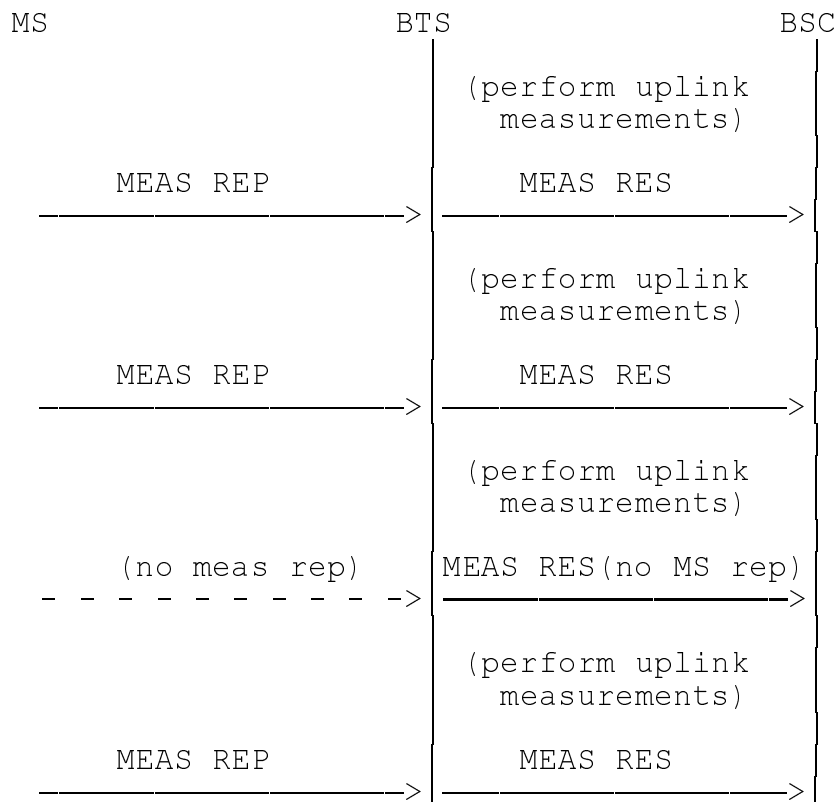 MS BTS BSC
(perform uplink
measurements)
MEAS REP MEAS RES
(perform uplink
measurements)
MEAS REP MEAS RES
(perform uplink
measurements)
(no meas rep) MEAS RES(no MS rep)
(perform uplink
measurements)
MEAS REP MEAS RES